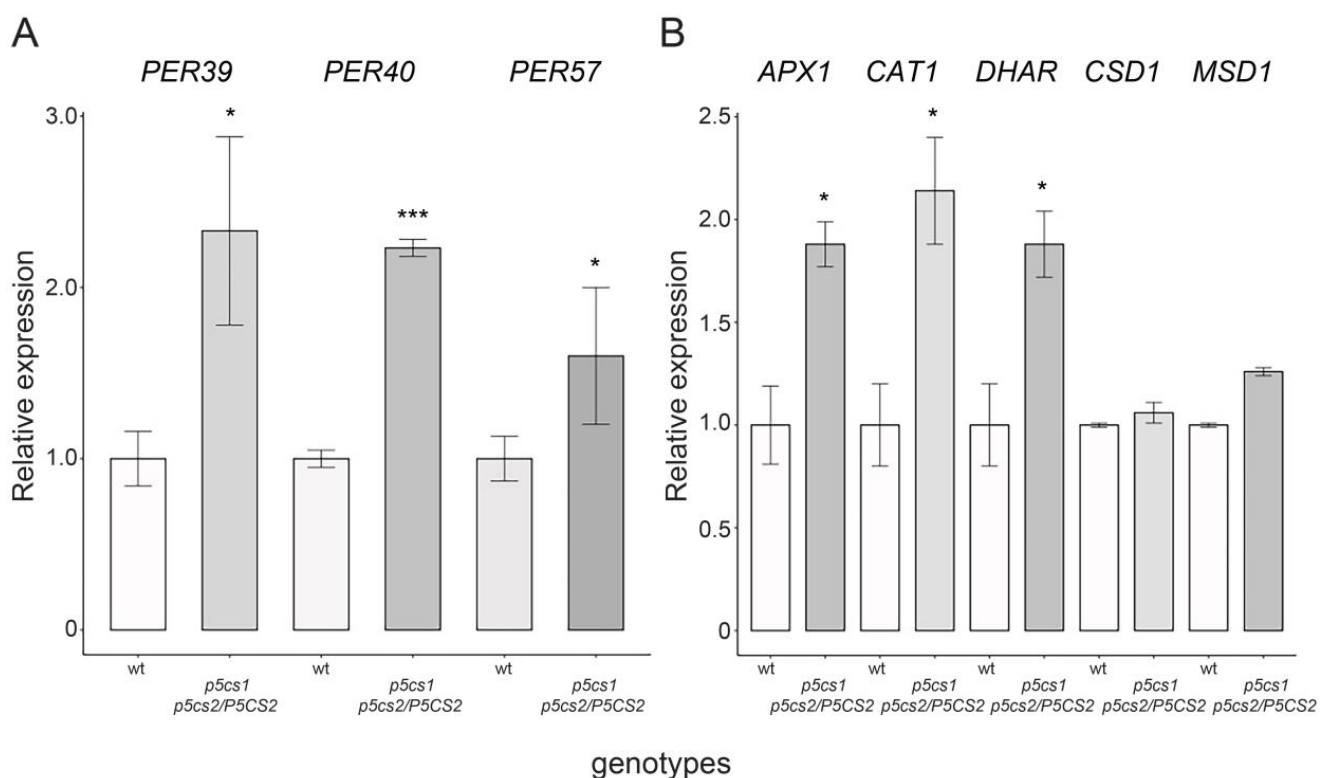 A
PER39 PER40 PER57
* *** *
3.0
2.0
1.0
0
Relative expression
wt p5cs1 p5cs2/P5CS2 wt p5cs1 p5cs2/P5CS2 wt p5cs1 p5cs2/P5CS2
B
APX1 CAT1 DHAR CSD1 MSD1
* * *
2.5
2.0
1.5
1.0
0.5
0
Relative expression
wt p5cs1 p5cs2/P5CS2 wt p5cs1 p5cs2/P5CS2 wt p5cs1 p5cs2/P5CS2 wt p5cs1 p5cs2/P5CS2 wt p5cs1 p5cs2/P5CS2
genotypes